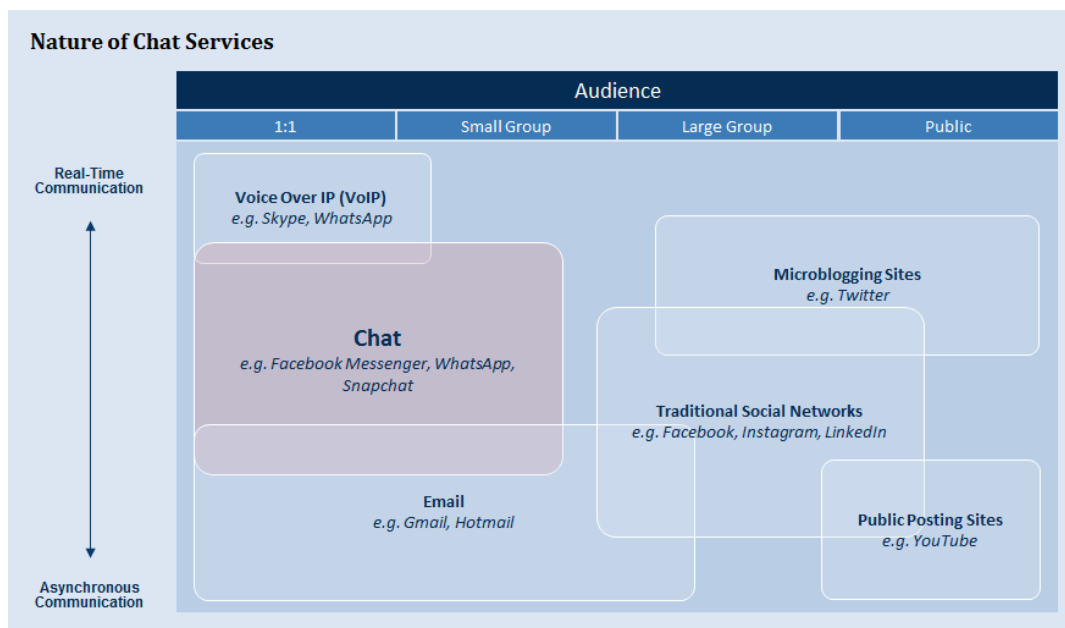 Nature of Chat Services
Audience
1:1
Small Group
Large Group
Public
Real-Time
Communication
Voice Over IP (VoIP)
e.g. Skype, WhatsApp
Microblogging Sites
e.g. Twitter
Chat
e.g. Facebook Messenger, WhatsApp,
Snapchat
Traditional Social Networks
e.g. Facebook, Instagram, LinkedIn
Email
e.g. Gmail, Hotmail
Public Posting Sites
e.g. YouTube
Asynchronous
Communication